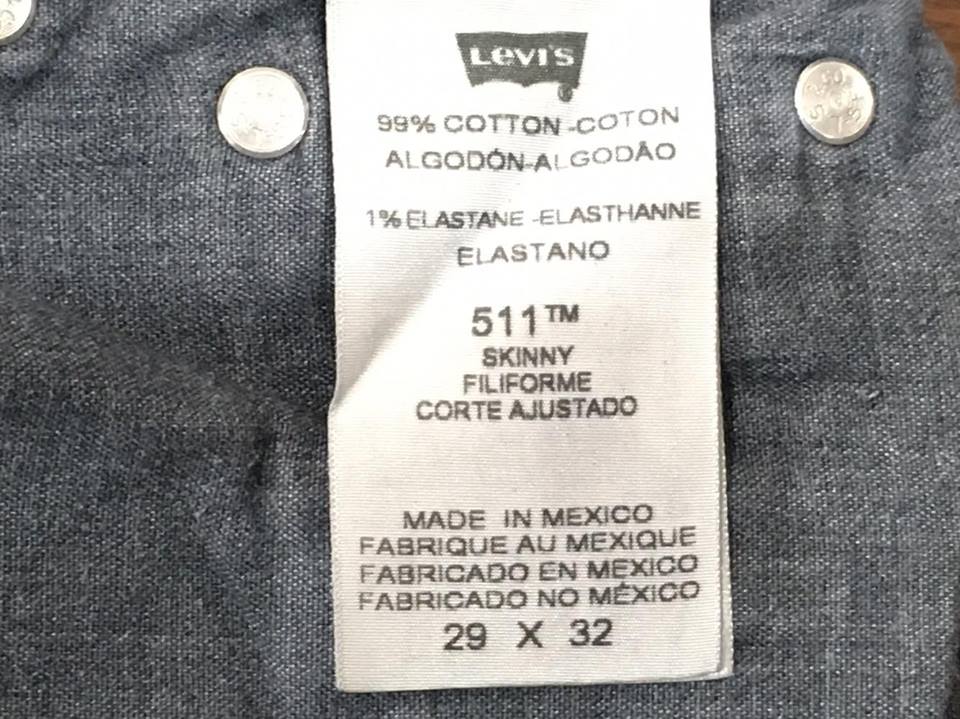 Levi's
99% COTTON-COTON
ALGODÓN-ALGODÃO
1% ELASTANE-ELASTHANNE
ELASTANO
511™
SKINNY
FILIFORME
CORTE AJUSTADO
MADE IN MEXICO
FABRIQUE AU MEXIQUE
FABRICADO EN MEXICO
FABRICADO NO MÉXICO
29 X 32